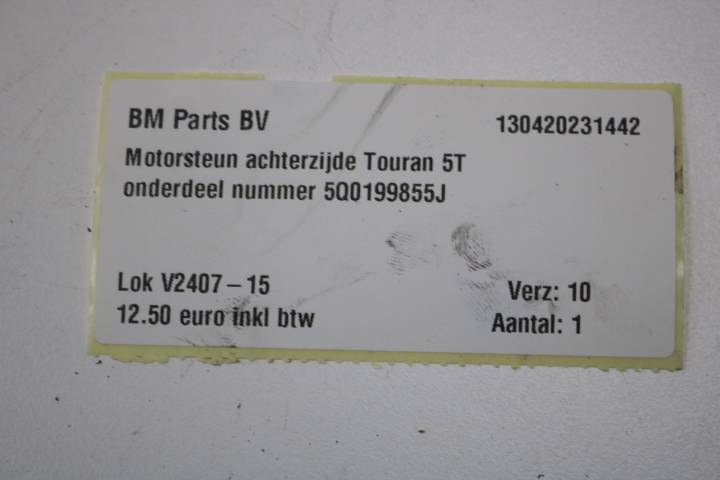 BM Parts BV 130420231442
Motorsteun achterzijde Touran 5T
onderdeel nummer 5Q0199855J
Lok V2407-15 Verz: 10
12.50 euro inkl btw Aantal: 1